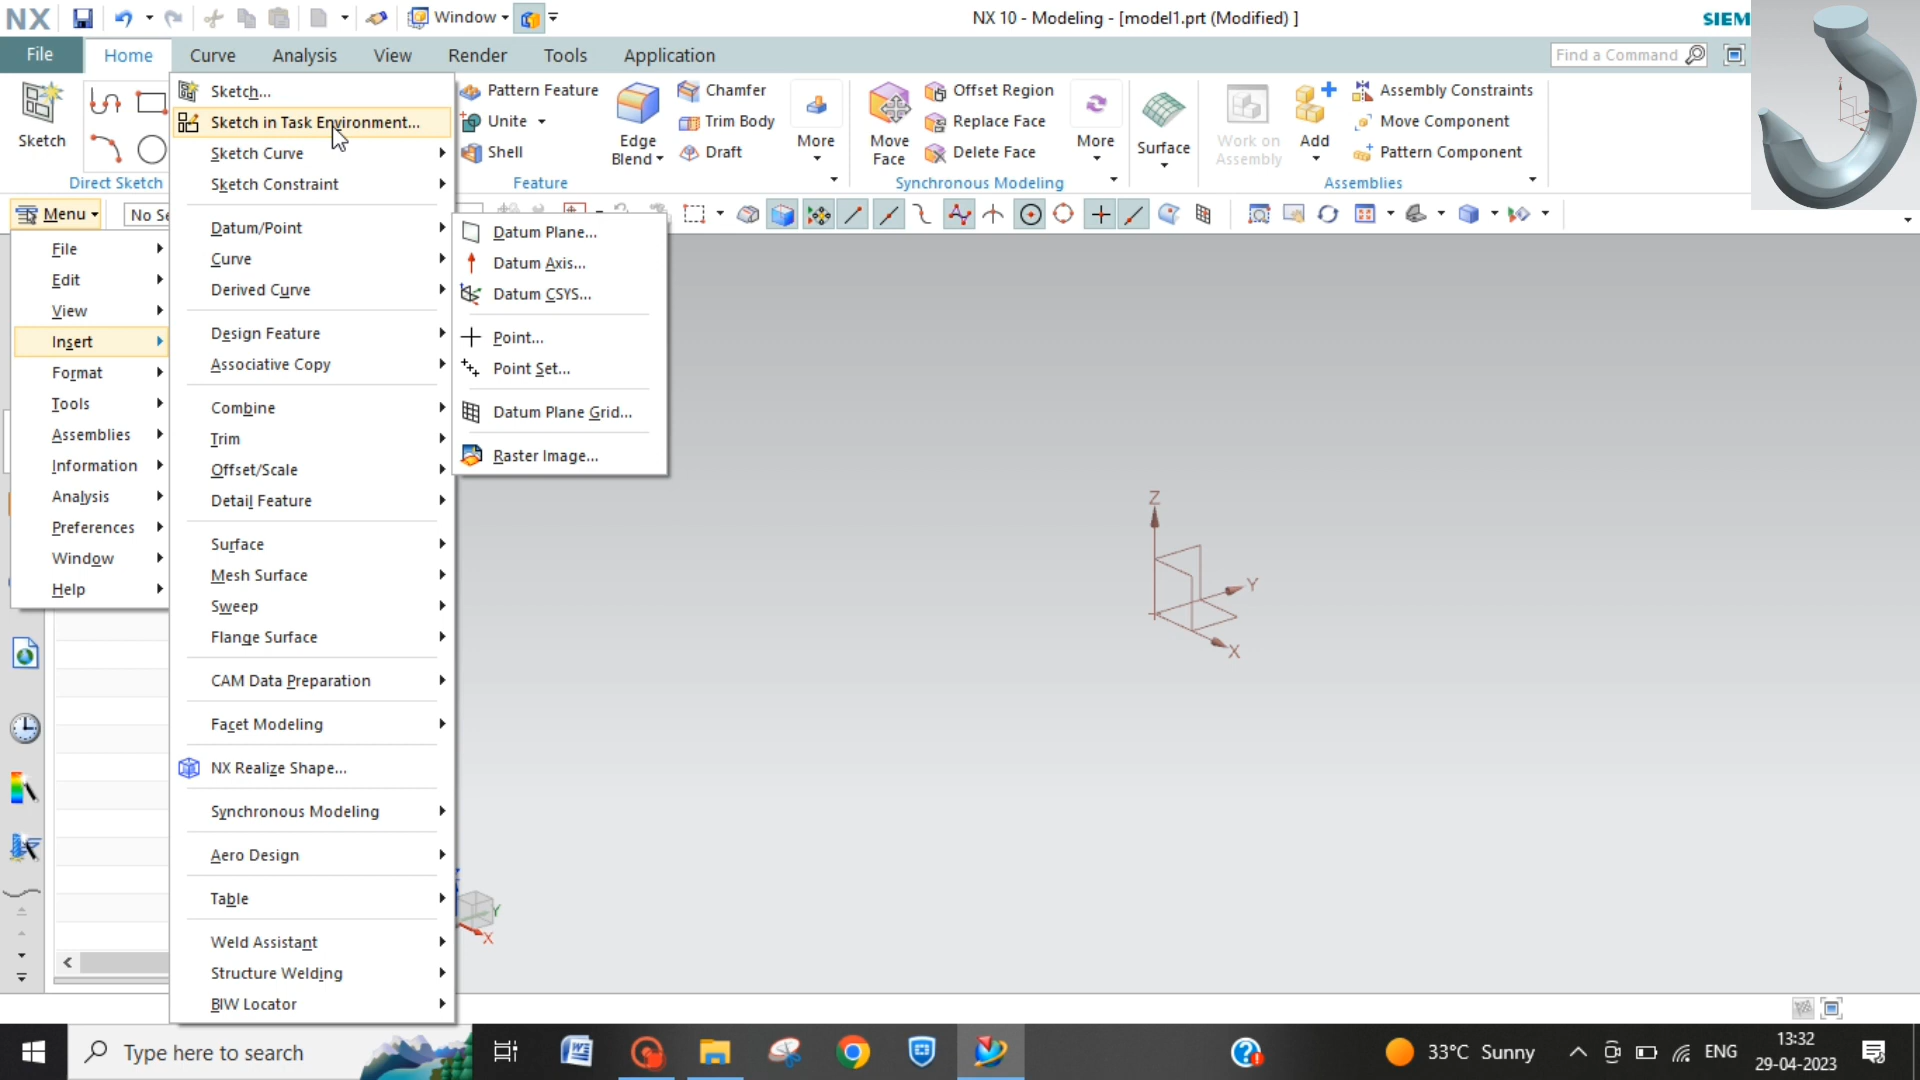 NX
Window
NX 10 - Modeling - [model1.prt (Modified) ]
SIEM
File
Home
Curve
Analysis
View
Render
Tools
Application
Find a Command
Sketch
Direct Sketch
Pattern Feature
Unite
Shell
Edge
Blend
Chamfer
Trim Body
Draft
More
Feature
Move
Face
Offset Region
Replace Face
Delete Face
More
Synchronous Modeling
Surface
Work on
Assembly
Add
Assembly Constraints
Move Component
Pattern Component
Assemblies
Menu
No Se
File
Edit
View
Insert
Format
Tools
Assemblies
Information
Analysis
Preferences
Window
Help
Sketch...
Sketch in Task Environment...
Sketch Curve
Sketch Constraint
Datum/Point
Curve
Derived Curve
Design Feature
Associative Copy
Combine
Trim
Offset/Scale
Detail Feature
Surface
Mesh Surface
Sweep
Flange Surface
CAM Data Preparation
Facet Modeling
NX Realize Shape...
Synchronous Modeling
Aero Design
Table
Weld Assistant
Structure Welding
BIW Locator
Datum Plane...
Datum Axis...
Datum CSYS...
Point...
Point Set...
Datum Plane Grid...
Raster Image...
Z
Y
X
Y
X
Type here to search
33°C Sunny
ENG
13:32
29-04-2023